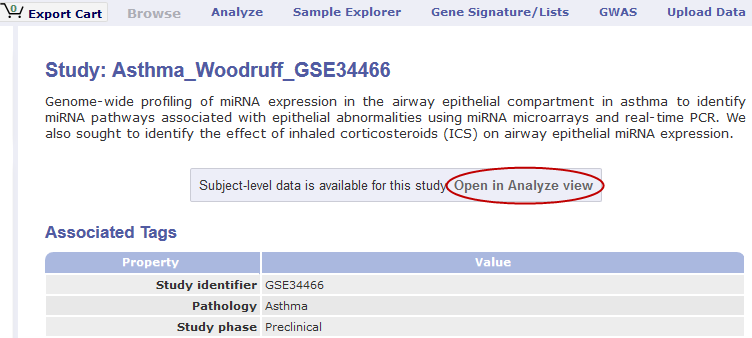 0 Export Cart Browse Analyze Sample Explorer Gene Signature/Lists GWAS Upload Data
Study: Asthma_Woodruff_GSE34466
Genome-wide profiling of miRNA expression in the airway epithelial compartment in asthma to identify
miRNA pathways associated with epithelial abnormalities using miRNA microarrays and real-time PCR. We
also sought to identify the effect of inhaled corticosteroids (ICS) on airway epithelial miRNA expression.
Subject-level data is available for this study Open in Analyze view
Associated Tags
Property Value
Study identifier GSE34466
Pathology Asthma
Study phase Preclinical